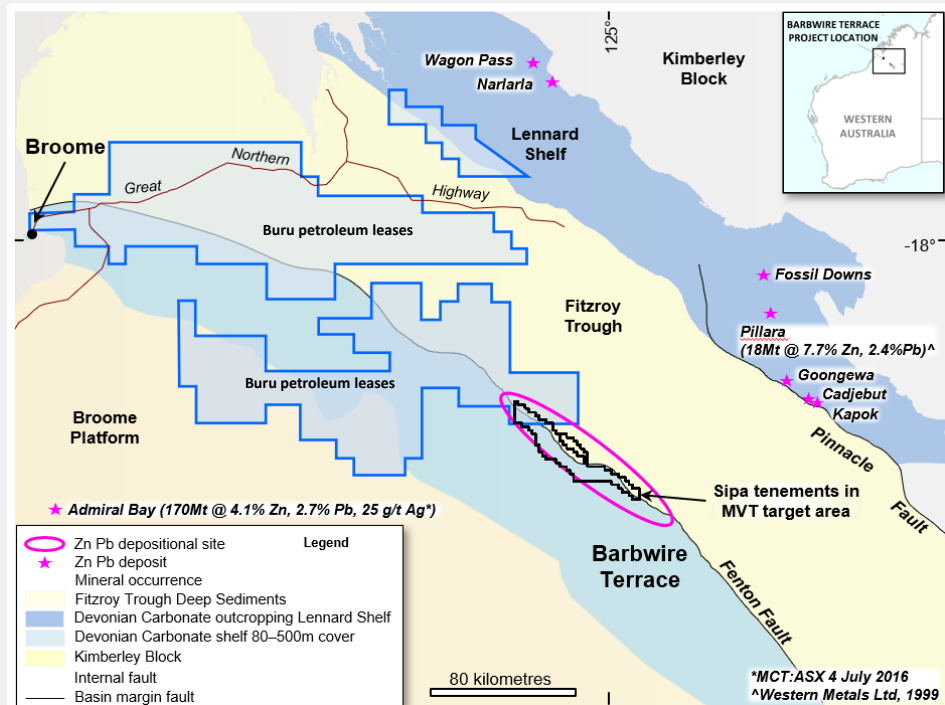 BARBWIRE TERRACE
PROJECT LOCATION
WESTERN
AUSTRALIA
125°
Wagon Pass
Narlarla
Kimberley
Block
Lennard
Shelf
Broome
Great Northern Highway
Buru petroleum leases
-18°
Fossil Downs
Fitzroy
Trough
Pillara
(18Mt @ 7.7% Zn, 2.4%Pb)^
Goongewa
Cadjebut
Kapok
Buru petroleum leases
Broome
Platform
Pinnacle
Fault
Sipa tenements in
MVT target area
Admiral Bay (170Mt @ 4.1% Zn, 2.7% Pb, 25 g/t Ag*)
Barbwire
Terrace
Fenton Fault
Legend
Zn Pb depositional site
Zn Pb deposit
Mineral occurrence
Fitzroy Trough Deep Sediments
Devonian Carbonate outcropping Lennard Shelf
Devonian Carbonate shelf 80–500m cover
Kimberley Block
Internal fault
Basin margin fault
80 kilometres
*MCT:ASX 4 July 2016
^Western Metals Ltd, 1999